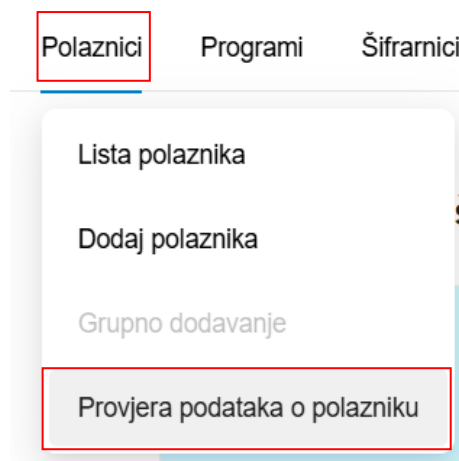 Polaznici Programi Šifrarnici
Lista polaznika
Dodaj polaznika
Grupno dodavanje
Provjera podataka o polazniku